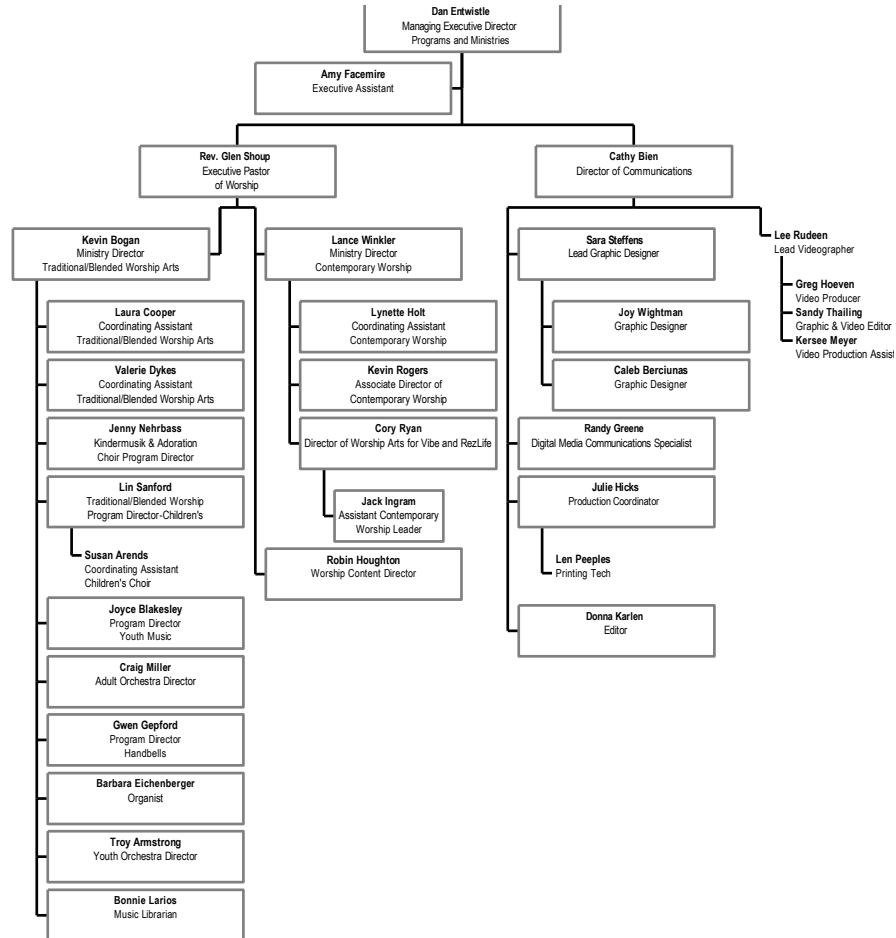 Dan Entwistle
Managing Executive Director
Programs and Ministries
Amy Facemire
Executive Assistant
Rev. Glen Shoup
Executive Pastor
of Worship
Cathy Bien
Director of Communications
Kevin Bogan
Ministry Director
Traditional/Blended Worship Arts
Laura Cooper
Coordinating Assistant
Traditional/Blended Worship Arts
Valerie Dykes
Coordinating Assistant
Traditional/Blended Worship Arts
Jenny Nehrbass
Kindermusik & Adoration
Choir Program Director
Lin Sanford
Traditional/Blended Worship
Program Director-Children's
Susan Arends
Coordinating Assistant
Children's Choir
Joyce Blakesley
Program Director
Youth Music
Craig Miller
Adult Orchestra Director
Gwen Gepford
Program Director
Handbells
Barbara Eichenberger
Organist
Troy Armstrong
Youth Orchestra Director
Bonnie Larios
Music Librarian
Lance Winkler
Ministry Director
Contemporary Worship
Lynette Holt
Coordinating Assistant
Contemporary Worship
Kevin Rogers
Associate Director of
Contemporary Worship
Cory Ryan
Director of Worship Arts for Vibe and RezLife
Jack Ingram
Assistant Contemporary
Worship Leader
Robin Houghton
Worship Content Director
Sara Steffens
Lead Graphic Designer
Joy Wightman
Graphic Designer
Caleb Berciunas
Graphic Designer
Randy Greene
Digital Media Communications Specialist
Julie Hicks
Production Coordinator
Len Peeples
Printing Tech
Donna Karlen
Editor
Lee Rudeen
Lead Videographer
Greg Hoeven
Video Producer
Sandy Thailing
Graphic & Video Editor
Kersee Meyer
Video Production Assist